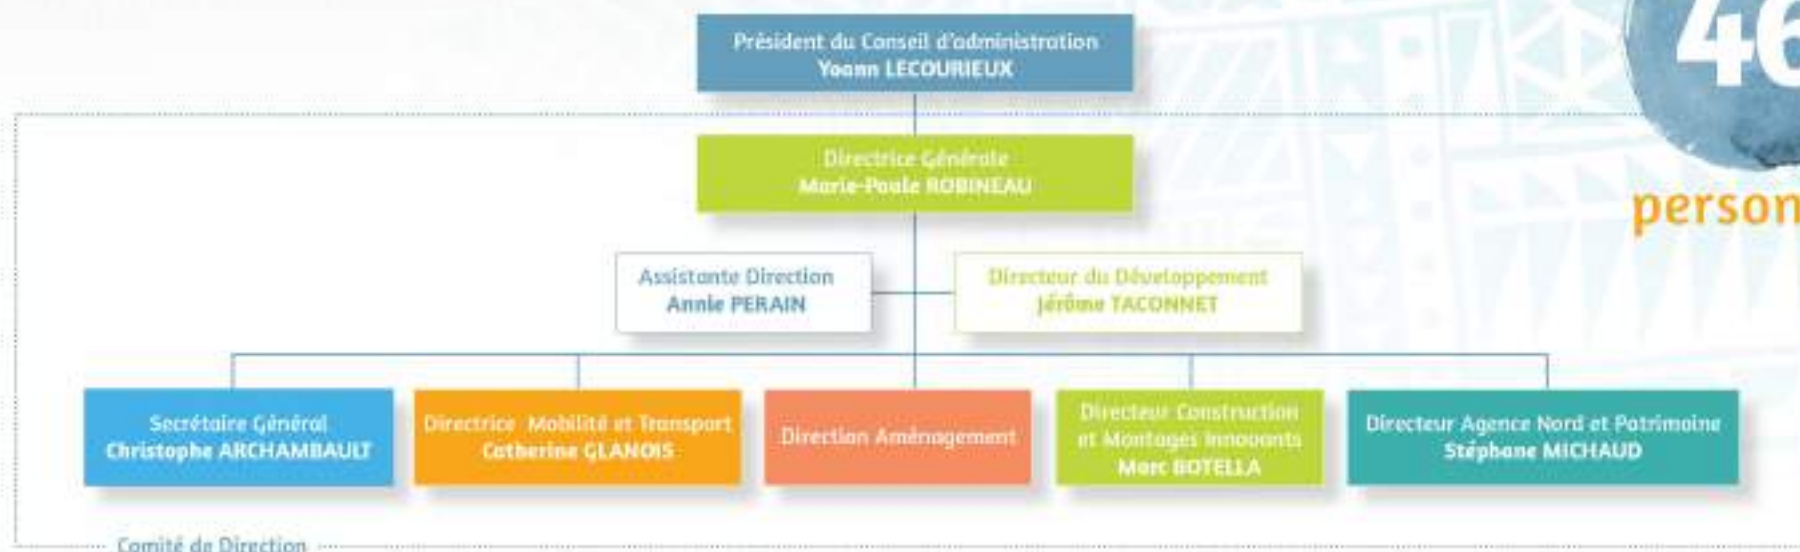 Président du Conseil d'administration
Yoann LECOURIEUX
46
Directrice Générale
Marie-Paule ROBINEAU
person
Assistante Direction
Annie PERAIN
Directeur du Développement
Jérôme TACONNET
Secrétaire Général
Christophe ARCHAMBAULT
Directrice Mobilité et Transport
Catherine GLANOIS
Direction Aménagement
Directeur Construction
et Montages Innovants
Marc BOTELLA
Directeur Agence Nord et Patrimoine
Stéphane MICHAUD
Comité de Direction